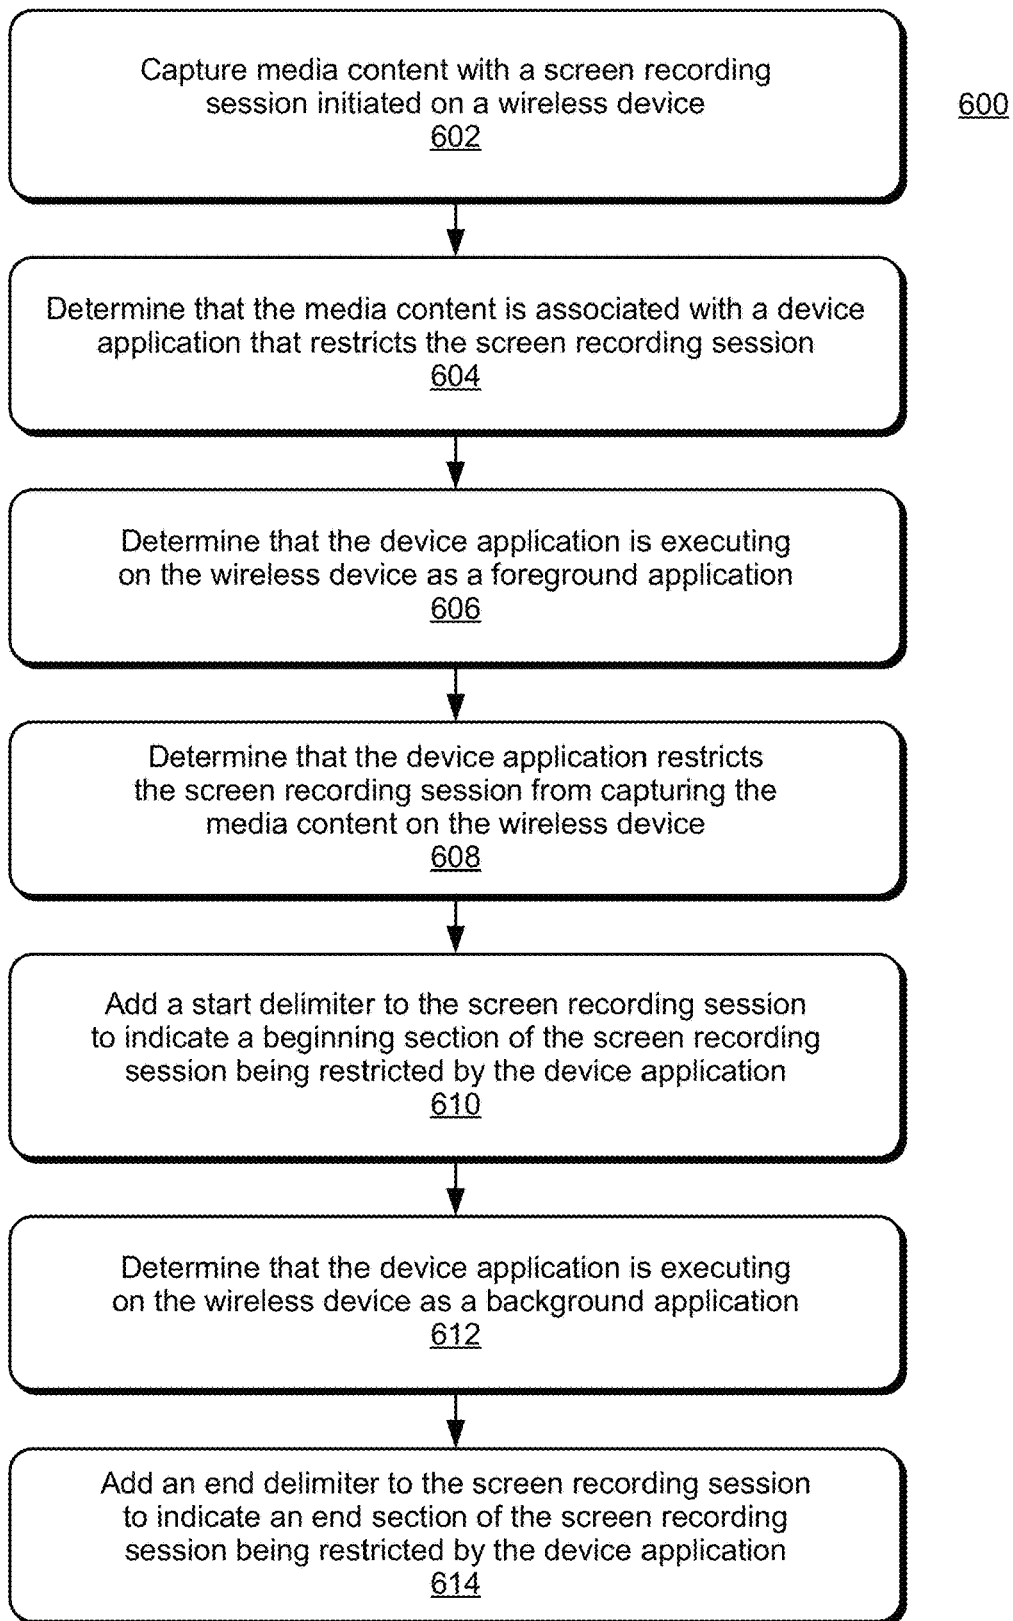 Capture media content with a screen recording
session initiated on a wireless device
602
600
Determine that the media content is associated with a device
application that restricts the screen recording session
604
Determine that the device application is executing
on the wireless device as a foreground application
606
Determine that the device application restricts
the screen recording session from capturing the
media content on the wireless device
608
Add a start delimiter to the screen recording session
to indicate a beginning section of the screen recording
session being restricted by the device application
610
Determine that the device application is executing
on the wireless device as a background application
612
Add an end delimiter to the screen recording session
to indicate an end section of the screen recording
session being restricted by the device application
614